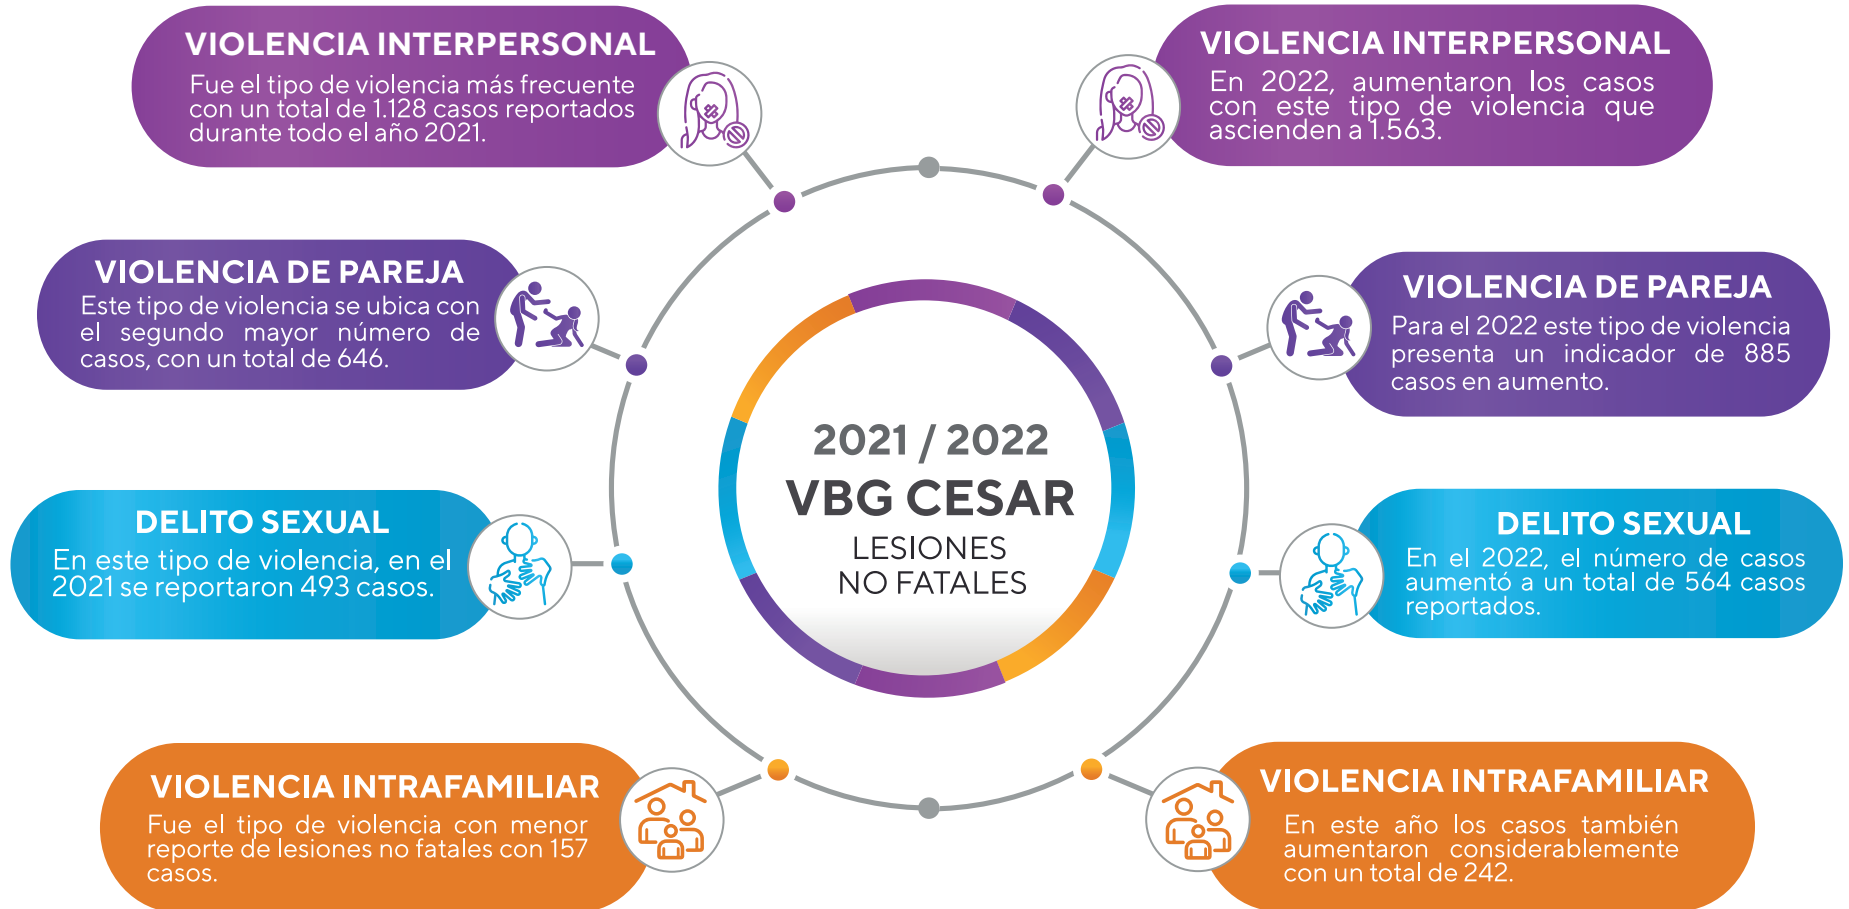 VIOLENCIA INTERPERSONAL
Fue el tipo de violencia más frecuente
con un total de 1.128 casos reportados
durante todo el año 2021.
VIOLENCIA DE PAREJA
Este tipo de violencia se ubica con
el segundo mayor número de
casos, con un total de 646.
DELITO SEXUAL
En este tipo de violencia, en el
2021 se reportaron 493 casos.
VIOLENCIA INTRAFAMILIAR
Fue el tipo de violencia con menor
reporte de lesiones no fatales con 157
casos.
2021 / 2022
VBG CESAR
LESIONES
NO FATALES
VIOLENCIA INTERPERSONAL
En 2022, aumentaron los casos
con este tipo de violencia que
ascienden a 1.563.
VIOLENCIA DE PAREJA
Para el 2022 este tipo de violencia
presenta un indicador de 885
casos en aumento.
DELITO SEXUAL
En el 2022, el número de casos
aumentó a un total de 564 casos
reportados.
VIOLENCIA INTRAFAMILIAR
En este año los casos también
aumentaron considerablemente
con un total de 242.